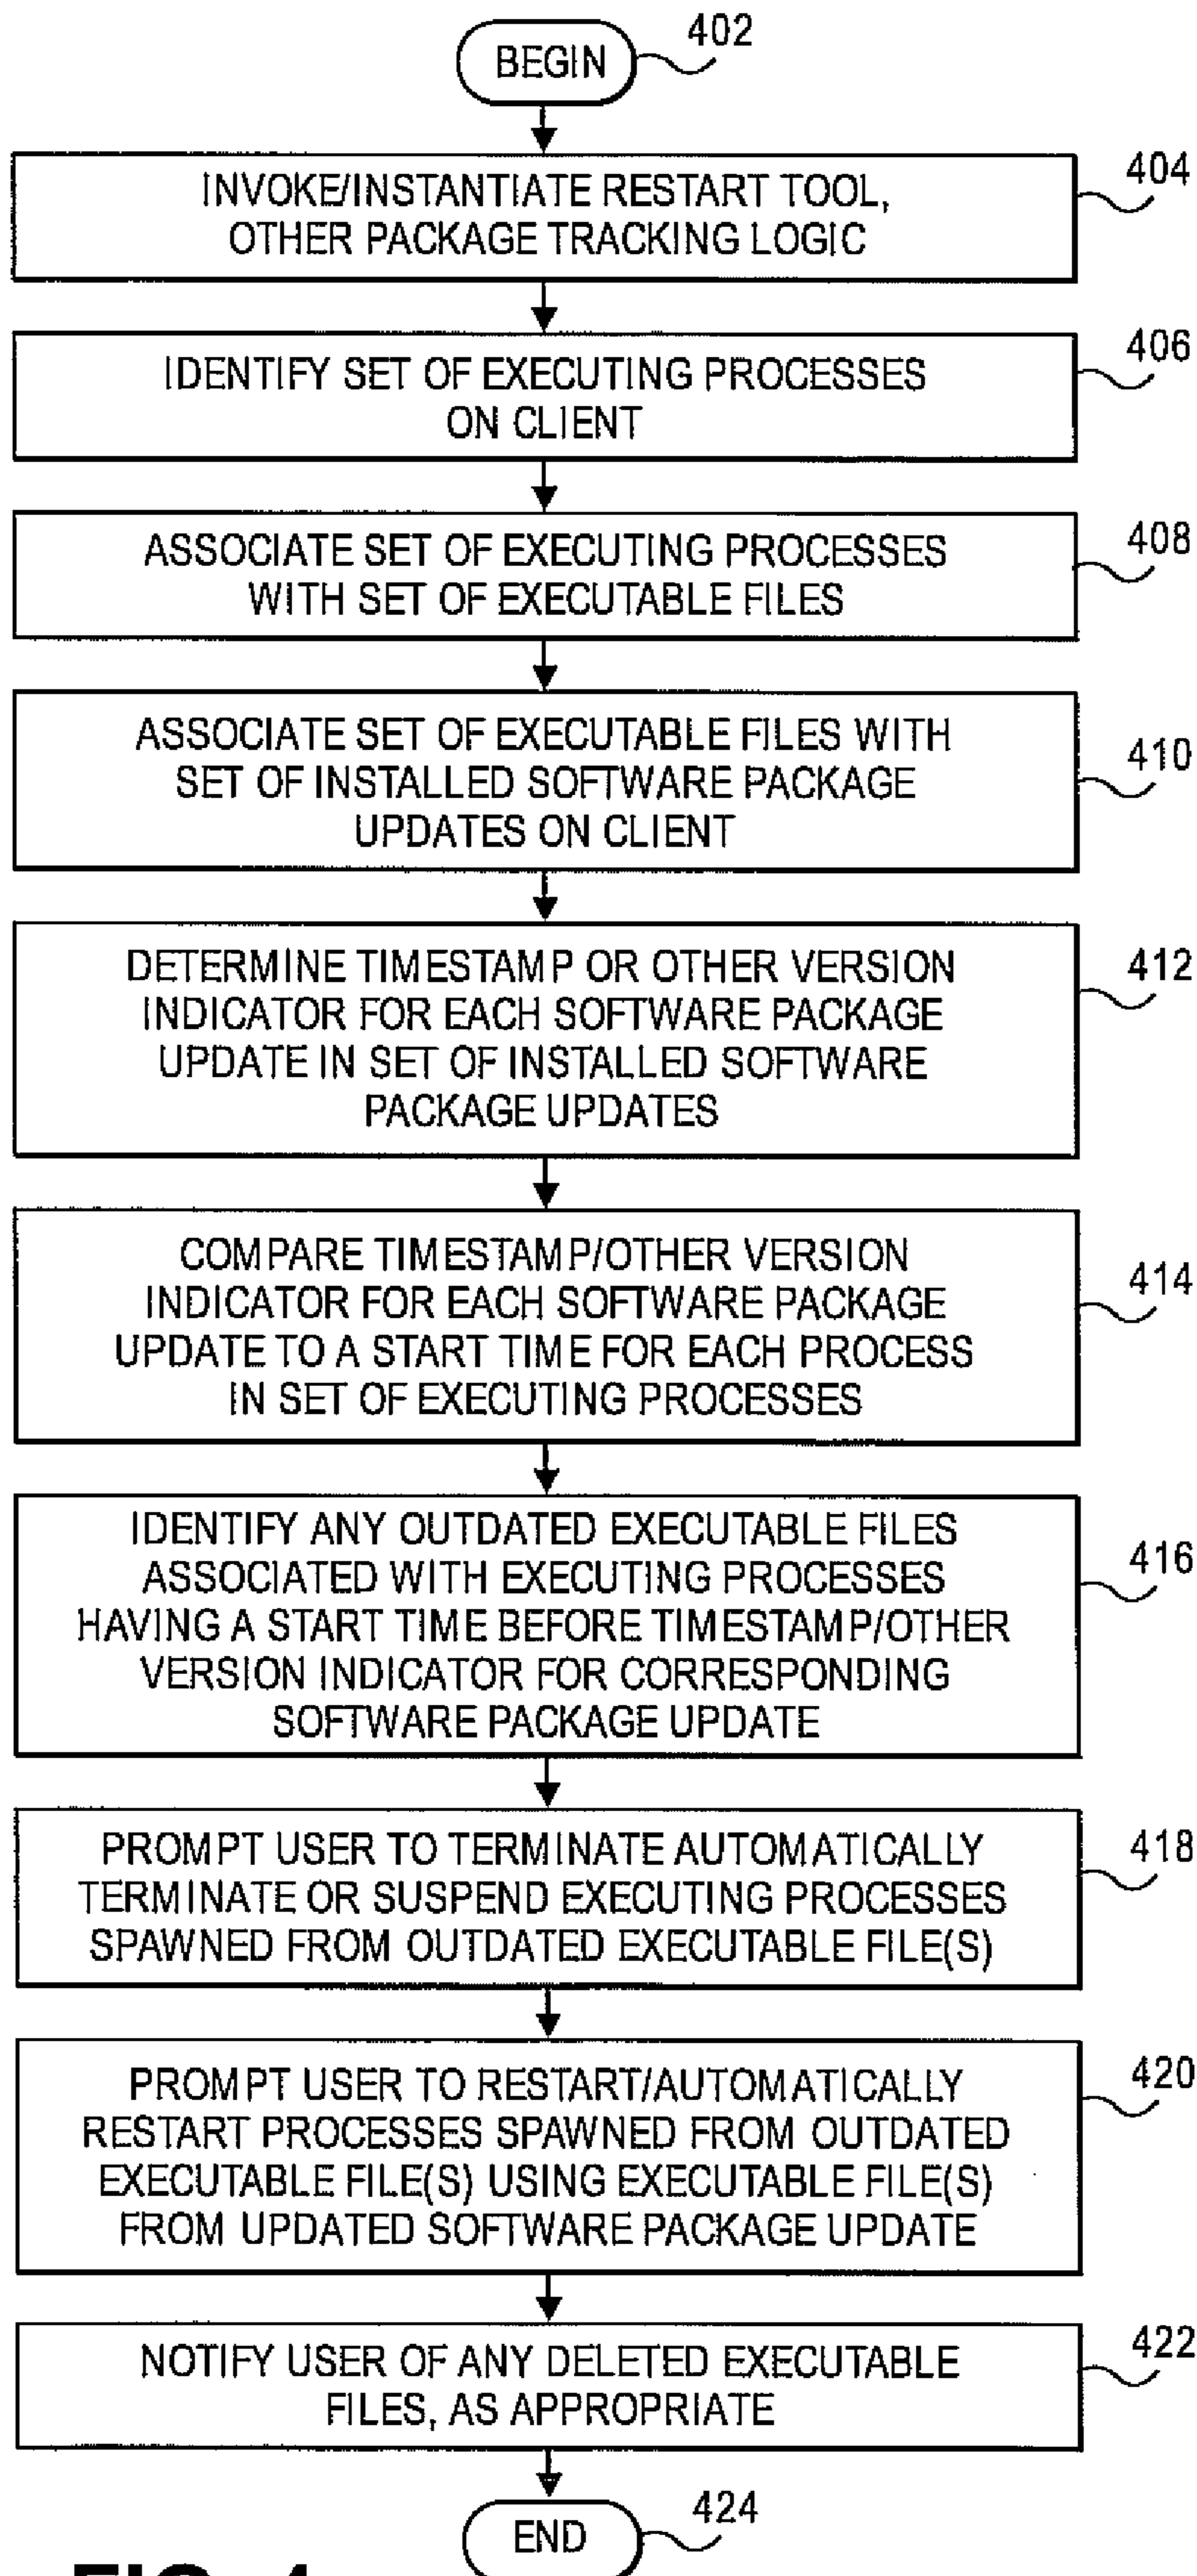 BEGIN
402
INVOKE/INSTANTIATE RESTART TOOL,
OTHER PACKAGE TRACKING LOGIC
404
IDENTIFY SET OF EXECUTING PROCESSES
ON CLIENT
406
ASSOCIATE SET OF EXECUTING PROCESSES
WITH SET OF EXECUTABLE FILES
408
ASSOCIATE SET OF EXECUTABLE FILES WITH
SET OF INSTALLED SOFTWARE PACKAGE
UPDATES ON CLIENT
410
DETERMINE TIMESTAMP OR OTHER VERSION
INDICATOR FOR EACH SOFTWARE PACKAGE
UPDATE IN SET OF INSTALLED SOFTWARE
PACKAGE UPDATES
412
COMPARE TIMESTAMP/OTHER VERSION
INDICATOR FOR EACH SOFTWARE PACKAGE
UPDATE TO A START TIME FOR EACH PROCESS
IN SET OF EXECUTING PROCESSES
414
IDENTIFY ANY OUTDATED EXECUTABLE FILES
ASSOCIATED WITH EXECUTING PROCESSES
HAVING A START TIME BEFORE TIMESTAMP/OTHER
VERSION INDICATOR FOR CORRESPONDING
SOFTWARE PACKAGE UPDATE
416
PROMPT USER TO TERMINATE AUTOMATICALLY
TERMINATE OR SUSPEND EXECUTING PROCESSES
SPAWNED FROM OUTDATED EXECUTABLE FILE(S)
418
PROMPT USER TO RESTART/AUTOMATICALLY
RESTART PROCESSES SPAWNED FROM OUTDATED
EXECUTABLE FILE(S) USING EXECUTABLE FILE(S)
FROM UPDATED SOFTWARE PACKAGE UPDATE
420
NOTIFY USER OF ANY DELETED EXECUTABLE
FILES, AS APPROPRIATE
422
END
424